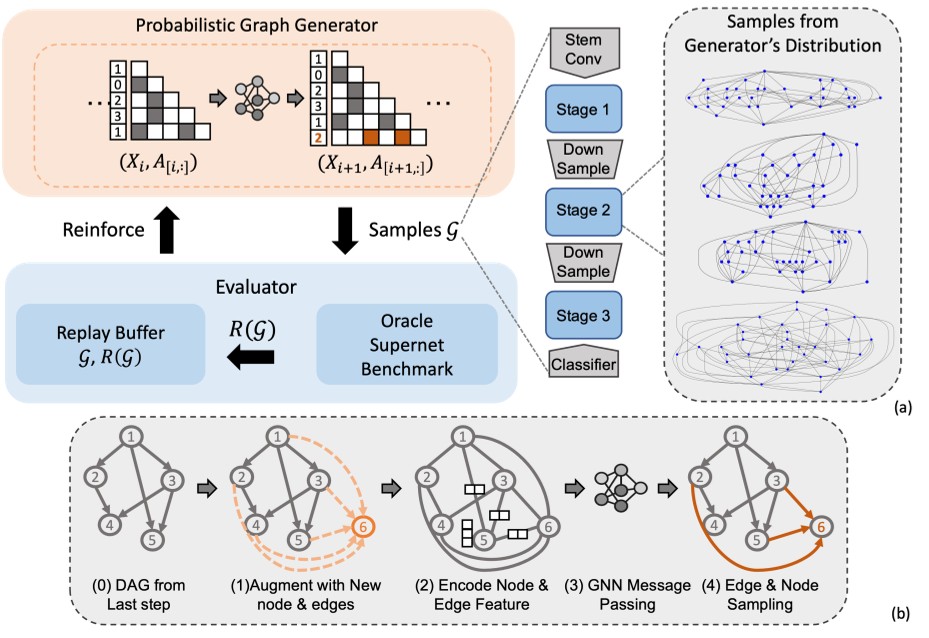 Probabilistic Graph Generator
1
0
2
3
1
...
(X_i, A_[i,:])
1
0
2
3
1
2
...
(X_{i+1}, A_[i+1,:])
Reinforce
Samples 𝒢
Evaluator
Replay Buffer
𝒢, R(𝒢)
R(𝒢)
Oracle
Supernet
Benchmark
Stem
Conv
Stage 1
Down
Sample
Stage 2
Down
Sample
Stage 3
Classifier
Samples from
Generator's Distribution
(a)
1
2
3
4
5
(0) DAG from
Last step
1
2
3
4
5
6
(1)Augment with New
node & edges
1
2
3
4
5
6
(2) Encode Node &
Edge Feature
(3) GNN Message
Passing
1
2
3
4
5
6
(4) Edge & Node
Sampling
(b)